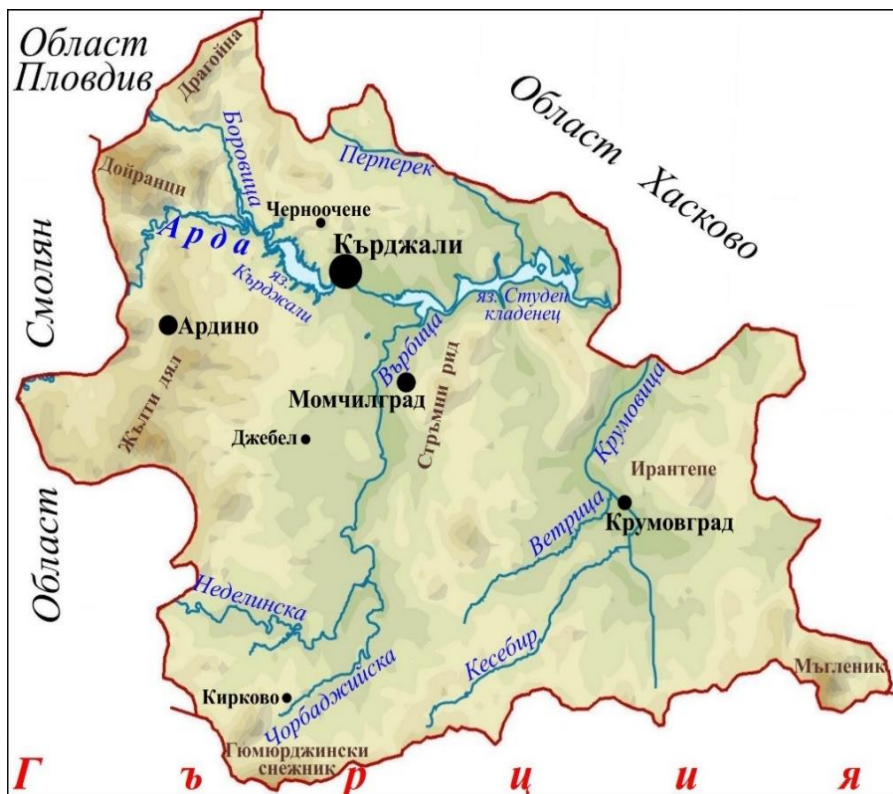 Област
Пловдив
Драгойна
Област Хасково
Боровица
Перперек
Дойранци
Черноочене
Арда
Кърджали
яз.
Кърджали
яз. Студен
кладенец
Смолян
Ардино
Върбица
Момчилград
Стръмни рид
Жълти дял
Джебел
Крумовица
Ирантепе
Крумовград
Ветрица
Област
Неделинска
Кесебир
Мъгленик
Кирково
Чорбаджийска
Гюмюрджински
снежник
Гърция